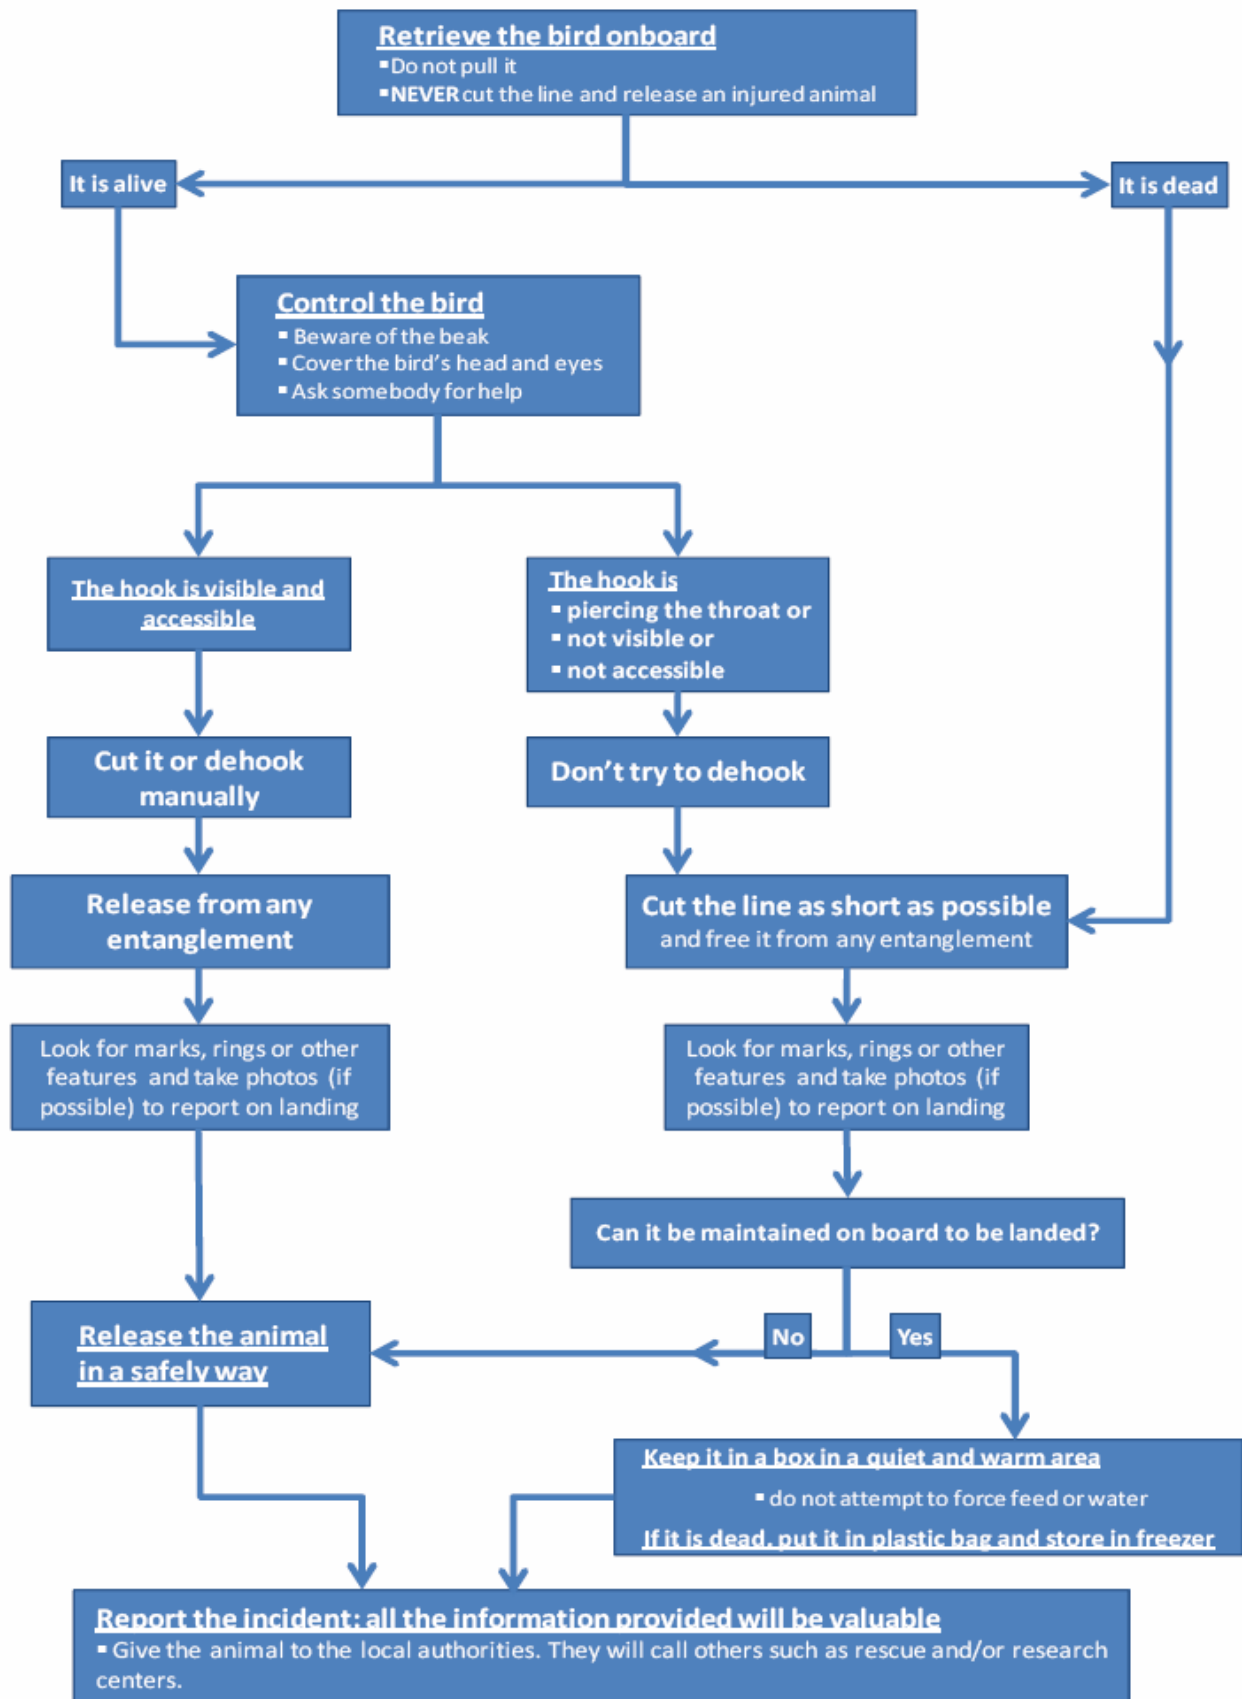 Retrieve the bird onboard
▪Do not pull it
▪NEVER cut the line and release an injured animal
It is alive
It is dead
Control the bird
▪ Beware of the beak
▪ Cover the bird's head and eyes
▪ Ask somebody for help
The hook is visible and
accessible
The hook is
▪ piercing the throat or
▪ not visible or
▪ not accessible
Cut it or dehook
manually
Don't try to dehook
Release from any
entanglement
Cut the line as short as possible
and free it from any entanglement
Look for marks, rings or other
features and take photos (if
possible) to report on landing
Look for marks, rings or other
features and take photos (if
possible) to report on landing
Can it be maintained on board to be landed?
No
Yes
Release the animal
in a safely way
Keep it in a box in a quiet and warm area
▪ do not attempt to force feed or water
If it is dead, put it in plastic bag and store in freezer
Report the incident: all the information provided will be valuable
▪ Give the animal to the local authorities. They will call others such as rescue and/or research
centers.